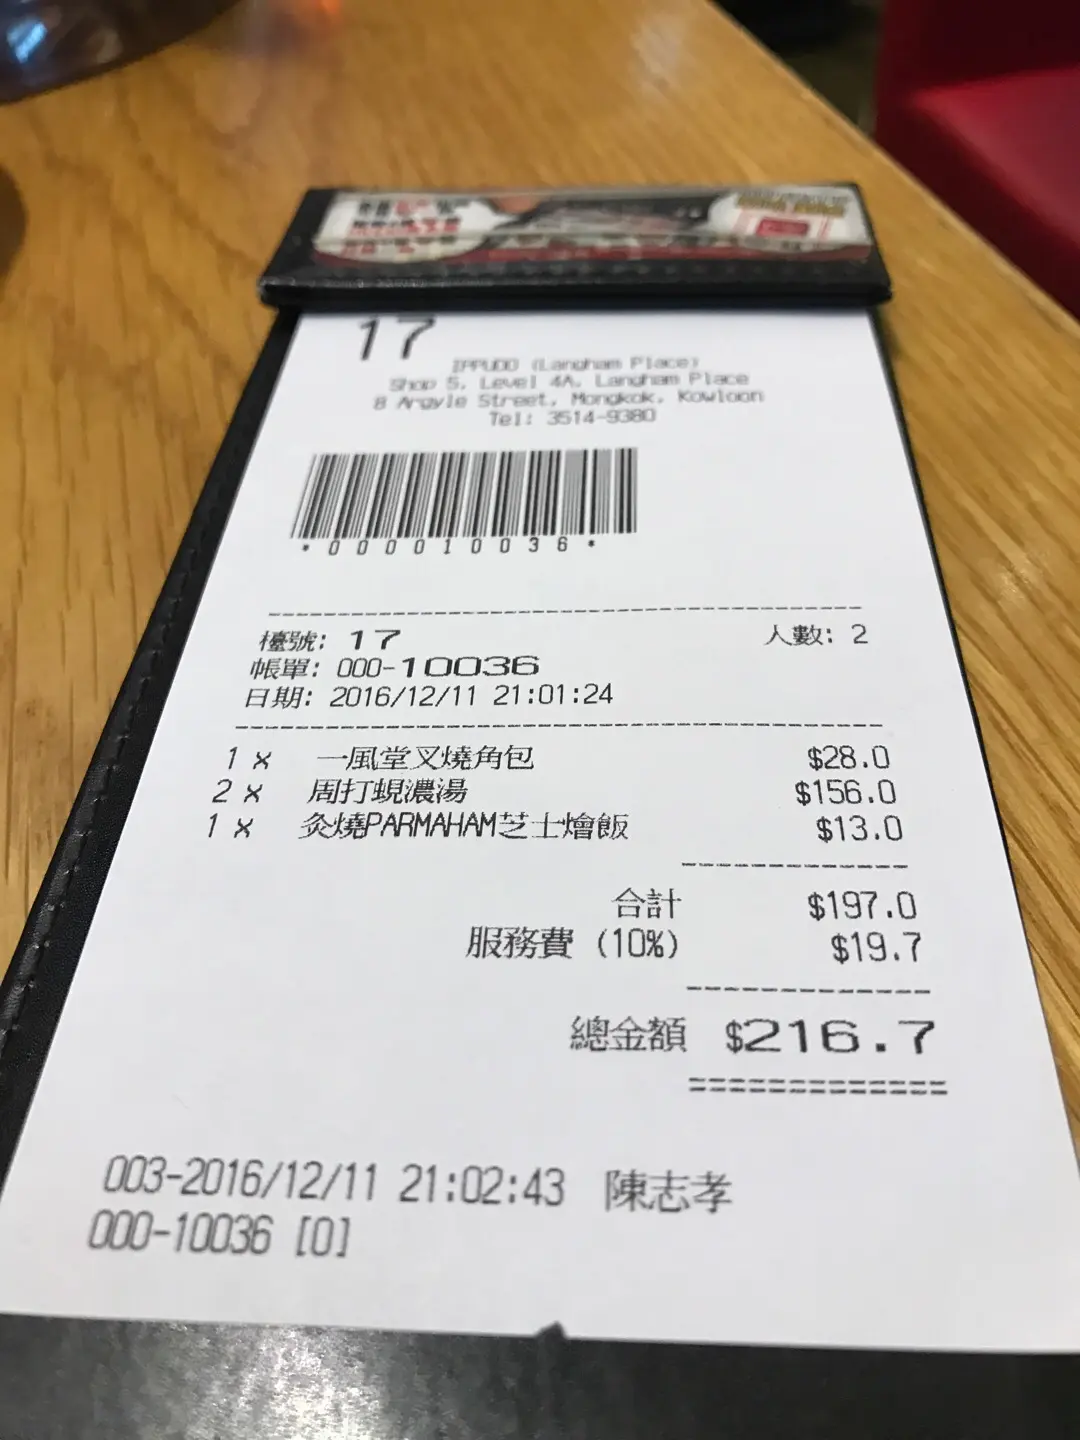 17
IPPUDO (Langham Place)
Shop 5, Level 4A, Langham Place
8 Argyle Street, Mongkok, Kowloon
Tel: 3514-9380
*000010036*
檯號: 17 人數: 2
帳單: 000-10036
日期: 2016/12/11 21:01:24
1 x 一風堂叉燒角包 $28.0
2 x 周打蜆濃湯 $156.0
1 x 灸燒PARMAHAM芝士燴飯 $13.0
合計 $197.0
服務費 (10%) $19.7
總金額 $216.7
003-2016/12/11 21:02:43 陳志孝
000-10036 [0]